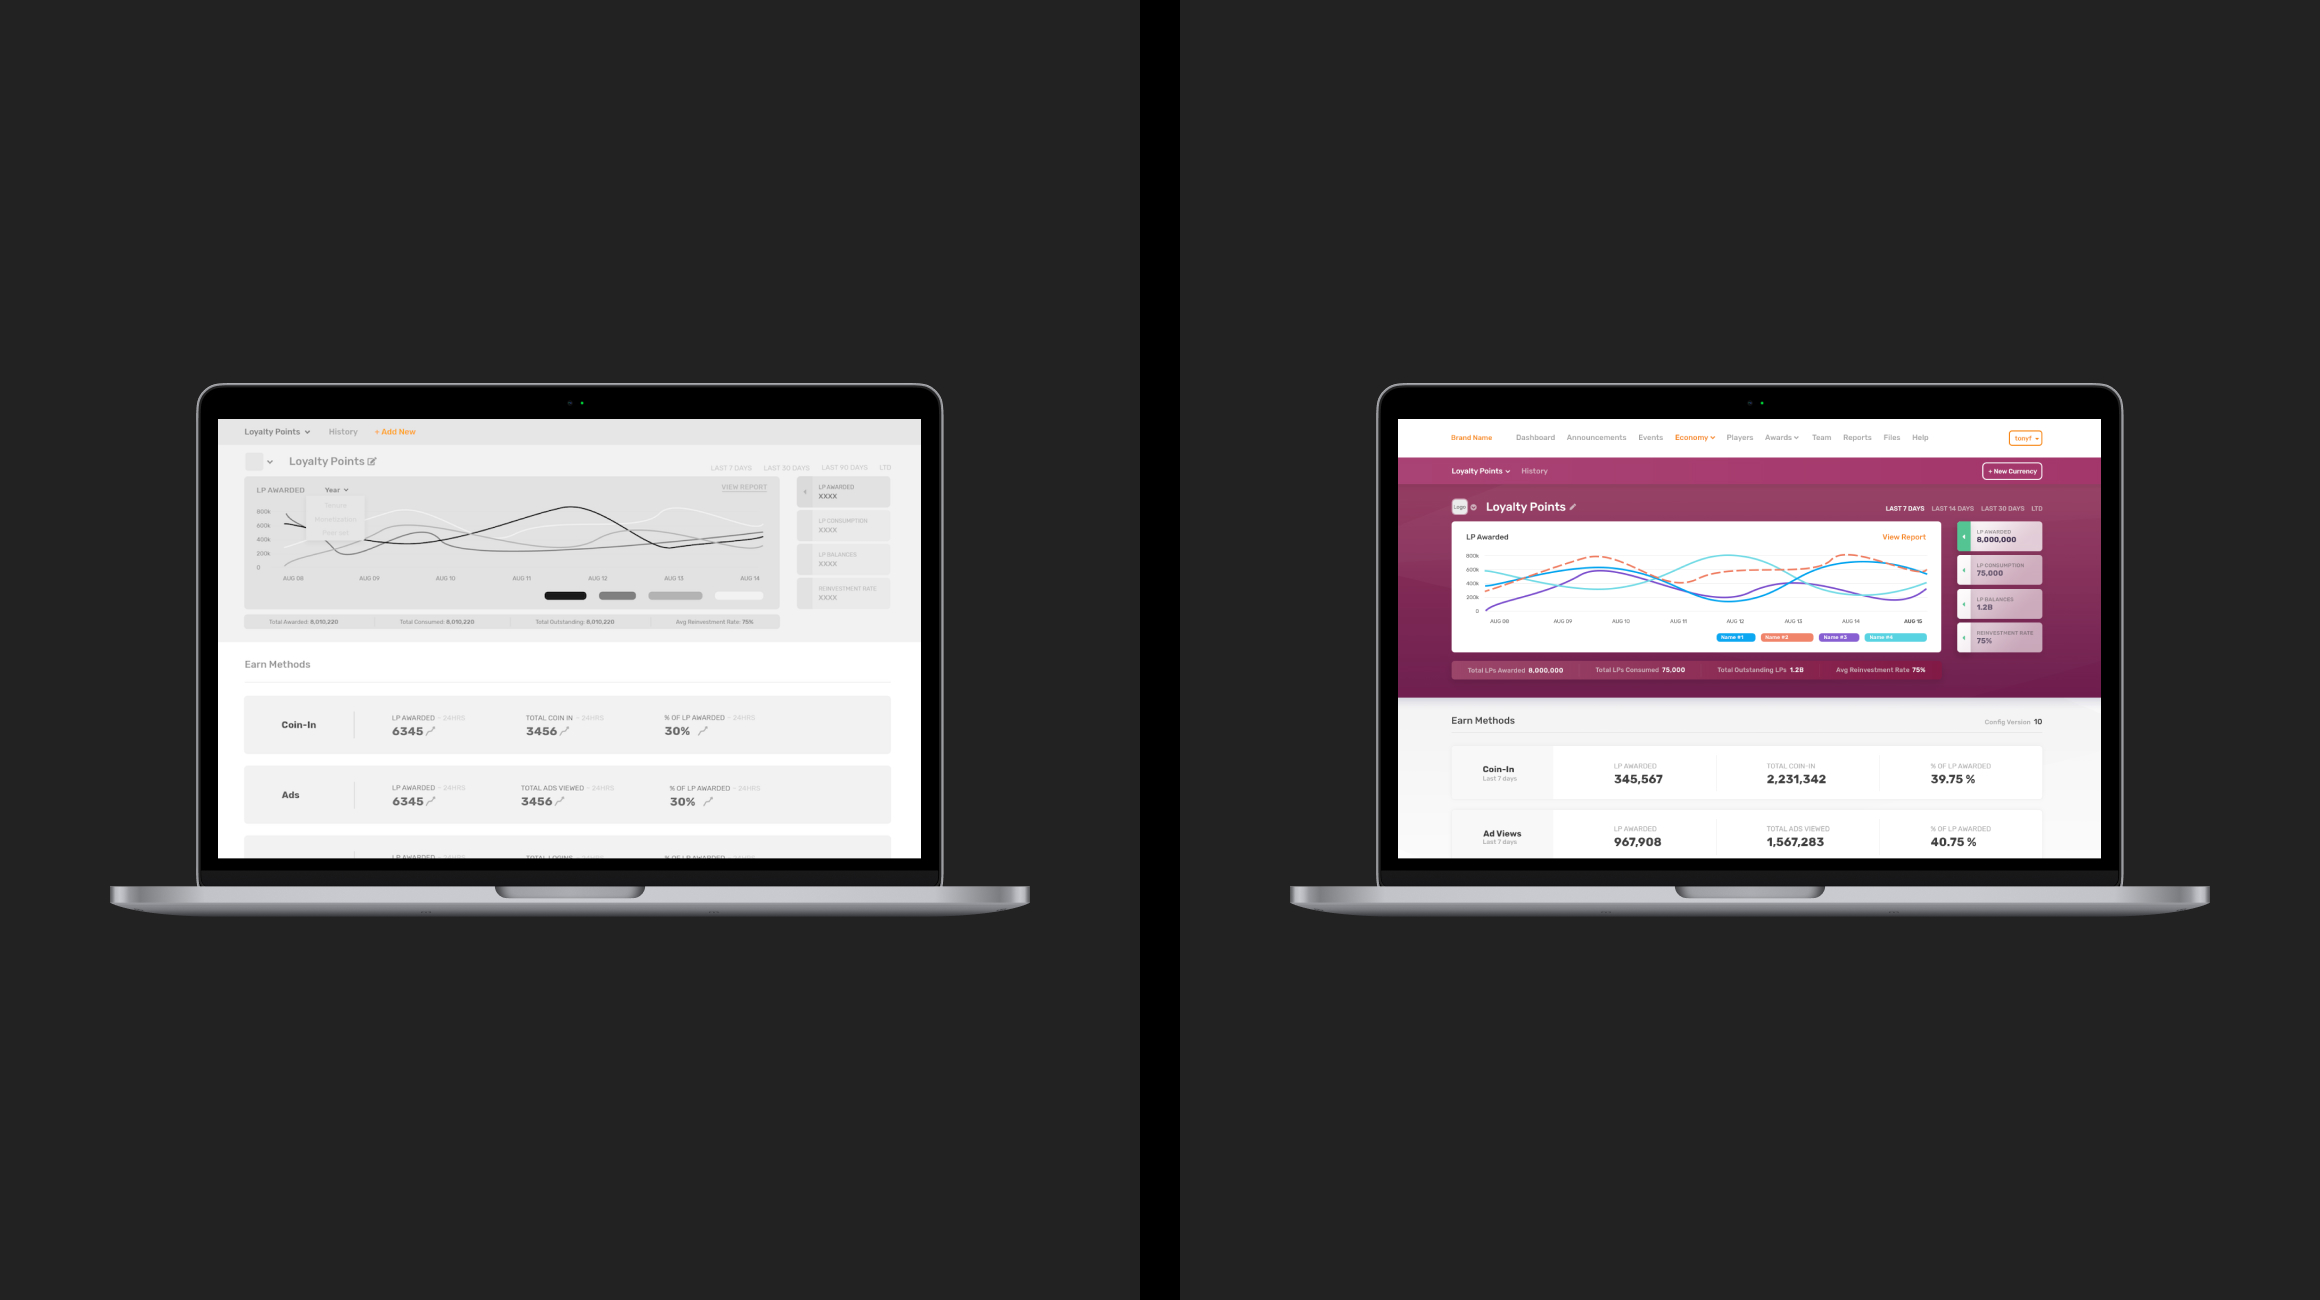 Loyalty Points History + Add New
Loyalty Points
LAST 7 DAYS LAST 30 DAYS LAST 90 DAYS LTD
LP AWARDED Year VIEW REPORT
800k
600k
400k
200k
0
AUG 08 AUG 09 AUG 10 AUG 11 AUG 12 AUG 13 AUG 14
LP AWARDED
XXXX
LP CONSUMPTION
XXXX
LP BALANCES
XXXX
REINVESTMENT RATE
XXXX
Total Awarded: 8,010,220 Total Consumed: 8,010,220 Total Outstanding: 8,010,220 Avg Reinvestment Rate: 75%
Earn Methods
Coin-In
LP AWARDED - 24HRS TOTAL COIN IN - 24HRS % OF LP AWARDED - 24HRS
6345 3456 30%
Ads
LP AWARDED - 24HRS TOTAL ADS VIEWED - 24HRS % OF LP AWARDED - 24HRS
6345 3456 30%
LP AWARDED - 24HRS TOTAL LOGINS - 24HRS % OF LP AWARDED - 24HRS
Brand Name Dashboard Announcements Events Economy Players Awards Team Reports Files Help tonyf
Loyalty Points History + New Currency
Logo Loyalty Points
LAST 7 DAYS LAST 14 DAYS LAST 30 DAYS LTD
LP Awarded View Report
800k
600k
400k
200k
0
AUG 08 AUG 09 AUG 10 AUG 11 AUG 12 AUG 13 AUG 14 AUG 15
Name #1 Name #2 Name #3 Name #4
LP AWARDED
8,000,000
LP CONSUMPTION
75,000
LP BALANCES
1.2B
REINVESTMENT RATE
75%
Total LPs Awarded 8,000,000 Total LPs Consumed 75,000 Total Outstanding LPs 1.2B Avg Reinvestment Rate 75%
Earn Methods Config Version 10
Coin-In
Last 7 days
LP AWARDED TOTAL COIN-IN % OF LP AWARDED
345,567 2,231,342 39.75 %
Ad Views
Last 7 days
LP AWARDED TOTAL ADS VIEWED % OF LP AWARDED
967,908 1,567,283 40.75 %